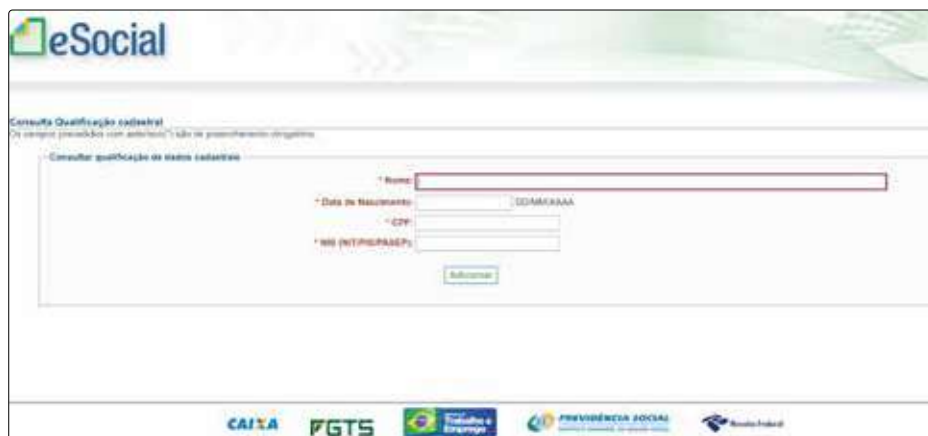 eSocial
Consulta Qualificação cadastral
Os campos precedidos com asterisco(*) são de preenchimento obrigatório.
Consultar qualificação de dados cadastrais
* Nome:
* Data de Nascimento: DD/MM/AAAA
* CPF:
* NIS (NIT/PIS/PASEP):
Adicionar
CAIXA FGTS Trabalho e Emprego PREVIDÊNCIA SOCIAL Receita Federal